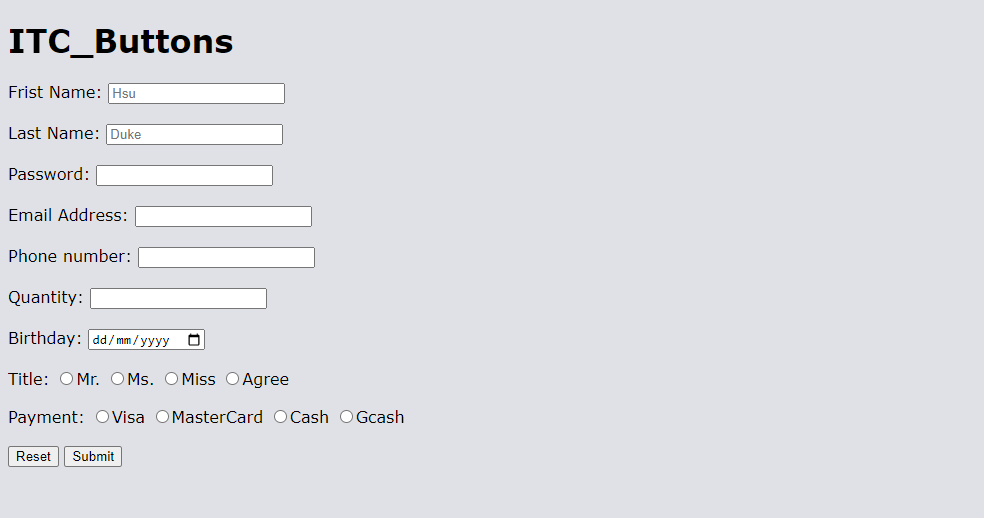 ITC_Buttons
Frist Name: Hsu
Last Name: Duke
Password:
Email Address:
Phone number:
Quantity:
Birthday: dd/mm/yyyy
Title: Mr. Ms. Miss Agree
Payment: Visa MasterCard Cash Gcash
Reset Submit